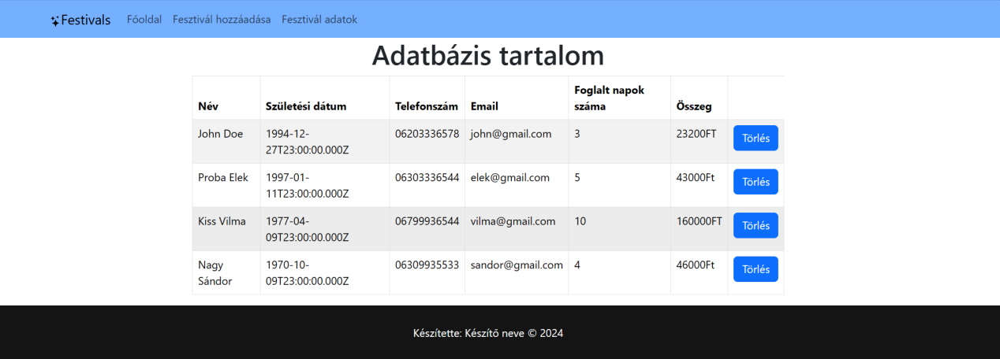 Festivals Főoldal Fesztivál hozzáadása Fesztivál adatok
Adatbázis tartalom
Név Születési dátum Telefonszám Email Foglalt napok száma Összeg
John Doe 1994-12-27T23:00:00.000Z 06203336578 john@gmail.com 3 23200FT Törlés
Proba Elek 1997-01-11T23:00:00.000Z 06303336544 elek@gmail.com 5 43000Ft Törlés
Kiss Vilma 1977-04-09T23:00:00.000Z 06799936544 vilma@gmail.com 10 160000FT Törlés
Nagy Sándor 1970-10-09T23:00:00.000Z 06309935533 sandor@gmail.com 4 46000Ft Törlés
Készítette: Készítő neve © 2024